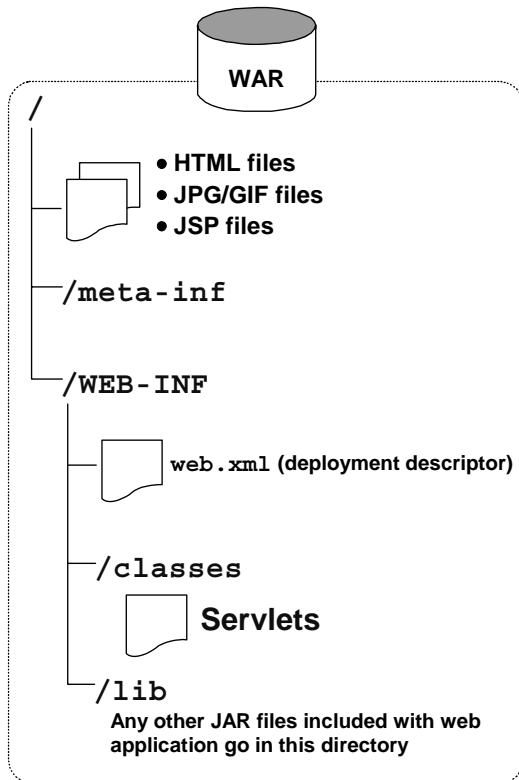 WAR
/
• HTML files
• JPG/GIF files
• JSP files
/meta-inf
/WEB-INF
web.xml (deployment descriptor)
/classes
Servlets
/lib
Any other JAR files included with web
application go in this directory